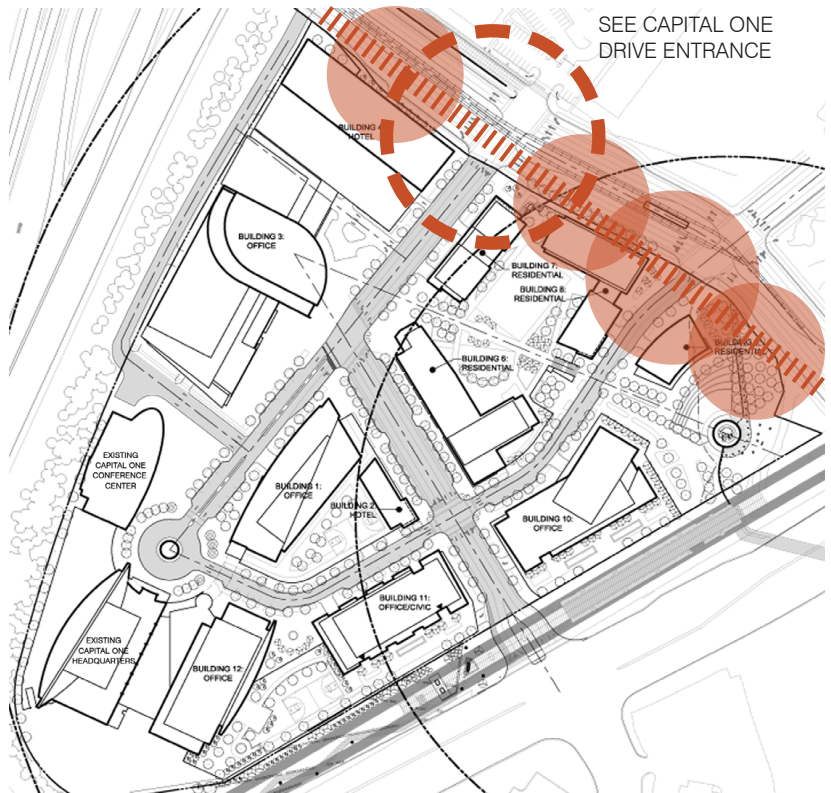 SEE CAPITAL ONE
DRIVE ENTRANCE
BUILDING 4:
HOTEL
BUILDING 3:
OFFICE
BUILDING 7:
RESIDENTIAL
BUILDING 8:
RESIDENTIAL
BUILDING
RESIDENTIAL
BUILDING 6:
RESIDENTIAL
EXISTING
CAPITAL ONE
CONFERENCE
CENTER
BUILDING 1:
OFFICE
BUILDING 2:
HOTEL
BUILDING 10:
OFFICE
BUILDING 11:
OFFICE/CIVIC
EXISTING
CAPITAL ONE
HEADQUARTERS
BUILDING 12:
OFFICE